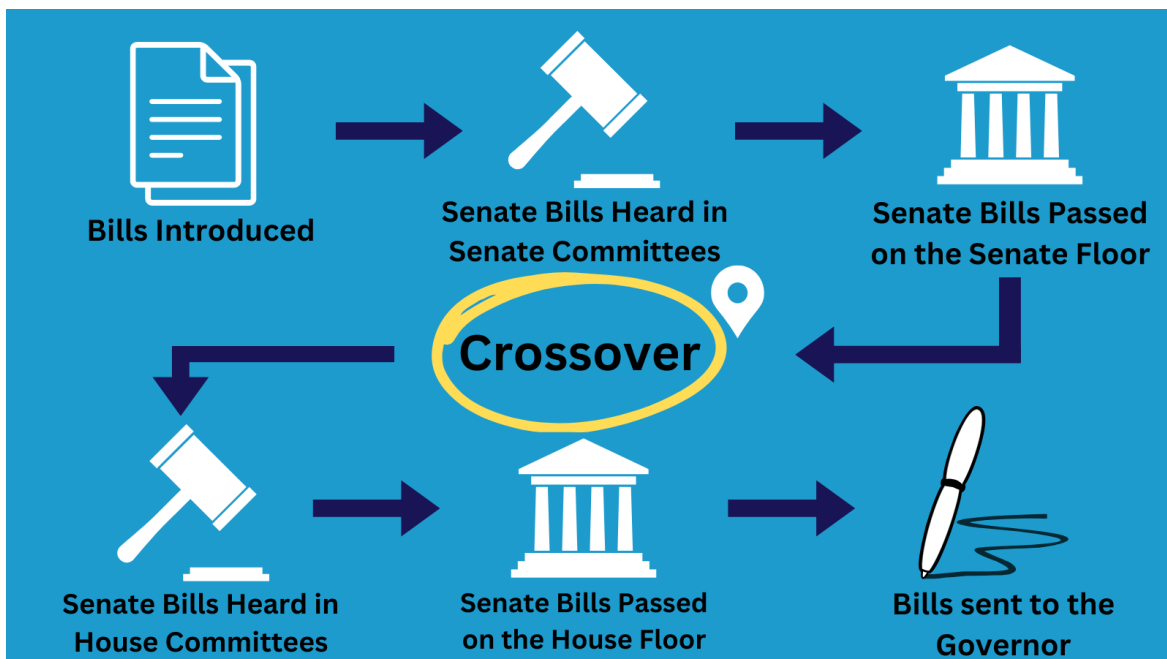 Bills Introduced
Senate Bills Heard in
Senate Committees
Senate Bills Passed
on the Senate Floor
Crossover
Senate Bills Heard in
House Committees
Senate Bills Passed
on the House Floor
Bills sent to the
Governor